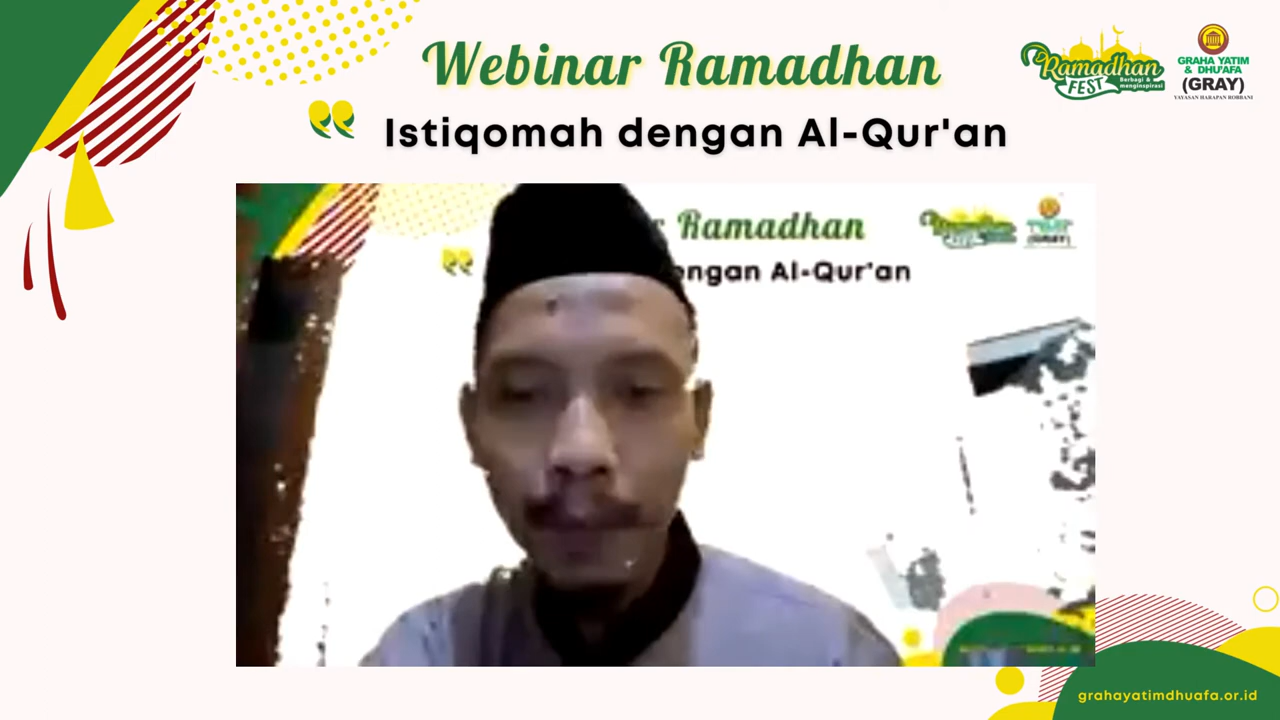 Webinar Ramadhan
Istiqomah dengan Al-Qur'an
Ramadhan
FEST
Berbagi &
menginspirasi
GRAHA YATIM
& DHU'AFA
(GRAY)
YAYASAN HARAPAN ROBBANI
Ramadhan
engan Al-Qur'an
(GRAY)
grahayatimdhuafa.or.id